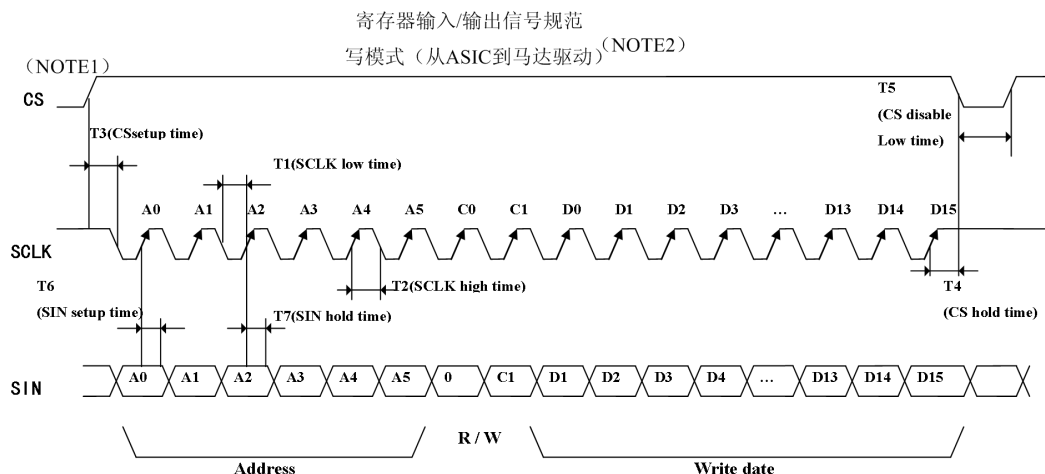 寄存器输入/输出信号规范
写模式（从ASIC到马达驱动）（NOTE2）
（NOTE1）
CS
T5
(CS disable
Low time)
T3(CSsetup time)
T1(SCLK low time)
A0 A1 A2 A3 A4 A5 C0 C1 D0 D1 D2 D3 … D13 D14 D15
SCLK
T6
(SIN setup time)
T2(SCLK high time)
T4
(CS hold time)
T7(SIN hold time)
SIN
A0 A1 A2 A3 A4 A5 0 C1 D1 D2 D3 D4 … D13 D14 D15
R / W
Address
Write date